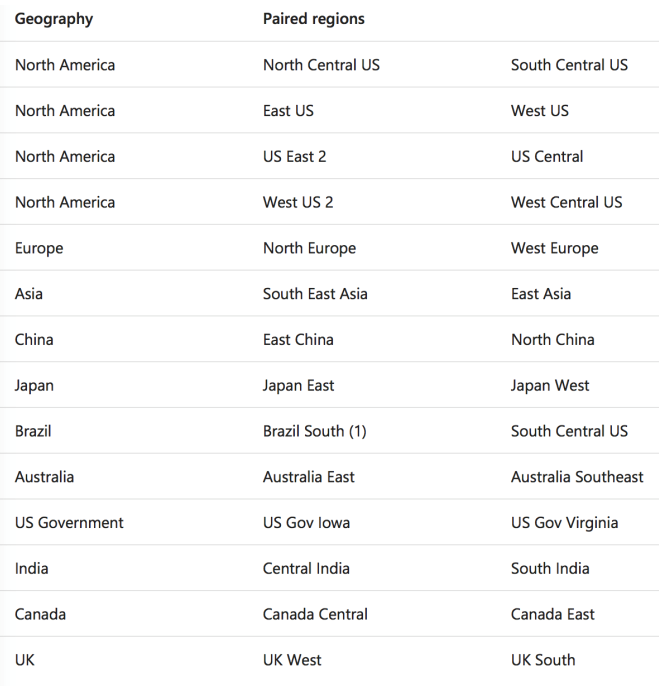 Geography Paired regions
North America North Central US South Central US
North America East US West US
North America US East 2 US Central
North America West US 2 West Central US
Europe North Europe West Europe
Asia South East Asia East Asia
China East China North China
Japan Japan East Japan West
Brazil Brazil South (1) South Central US
Australia Australia East Australia Southeast
US Government US Gov Iowa US Gov Virginia
India Central India South India
Canada Canada Central Canada East
UK UK West UK South